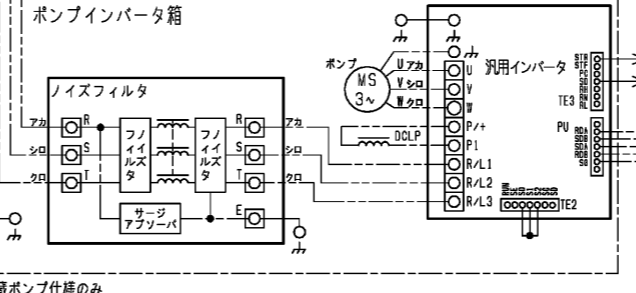 ポンプインバータ箱
ノイズフィルタ
アカ R
シロ S
クロ T
ノイズフィルタ
ノイズフィルタ
サージアブソーバ
R アカ
S シロ
T クロ
E
ポンプ
MS
3~
U アカ
V シロ
W クロ
DCLP
汎用インバータ
U
V
W
P/+
P1
R/L1
R/L2
R/L3
STR
STF
PC
SD
RH
RM
RL
TE3
PU
RDA
SDB
SDA
RDB
SG
TE2
ポンプ仕様のみ